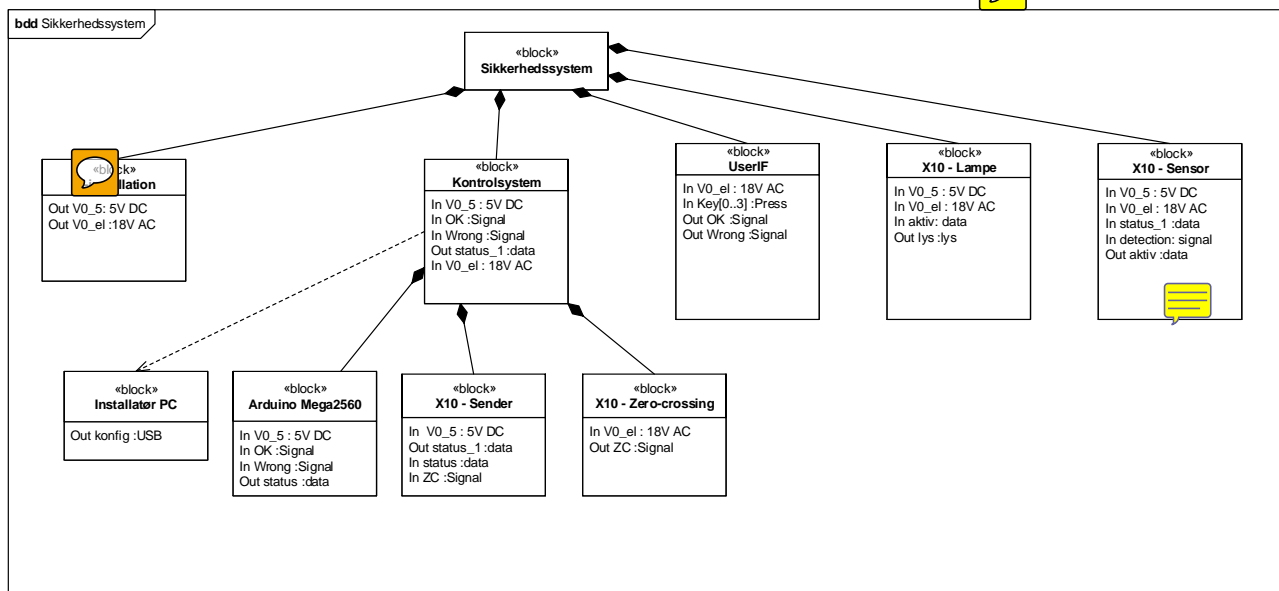 bdd Sikkerhedssystem
«block»
Sikkerhedssystem
«block»
Out V0_5: 5V DC
Out V0_el :18V AC
«block»
Kontrolsystem
In V0_5 : 5V DC
In OK :Signal
In Wrong :Signal
Out status_1 :data
In V0_el : 18V AC
«block»
UserIF
In V0_el : 18V AC
In Key[0..3] :Press
Out OK :Signal
Out Wrong :Signal
«block»
X10 - Lampe
In V0_5 : 5V DC
In V0_el : 18V AC
In aktiv: data
Out lys :lys
«block»
X10 - Sensor
In V0_5 : 5V DC
In V0_el : 18V AC
In status_1 :data
In detection: signal
Out aktiv :data
«block»
Installatør PC
Out konfig :USB
«block»
Arduino Mega2560
In V0_5 : 5V DC
In OK :Signal
In Wrong :Signal
Out status :data
«block»
X10 - Sender
In V0_5 : 5V DC
Out status_1 :data
In status :data
In ZC :Signal
«block»
X10 - Zero-crossing
In V0_el : 18V AC
Out ZC :Signal